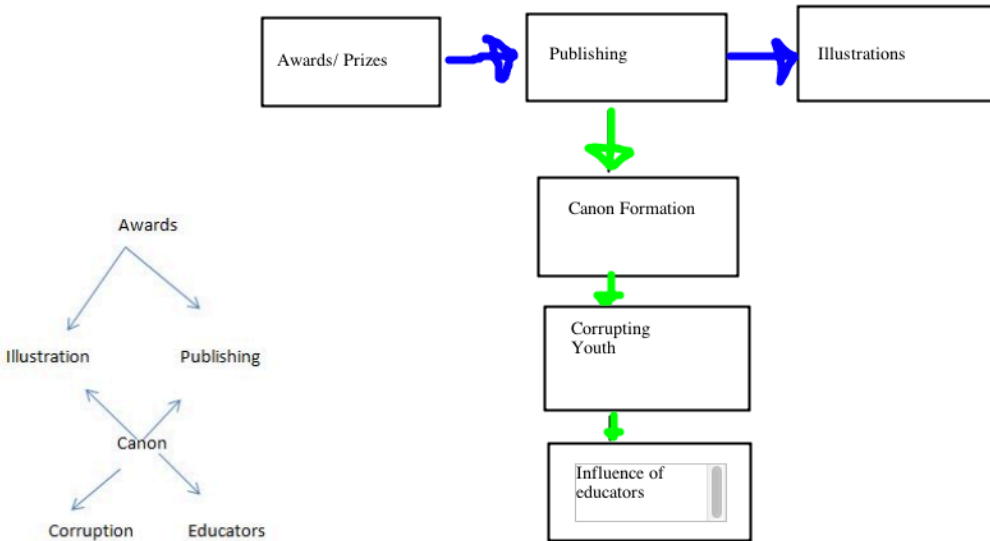 Awards/ Prizes
Publishing
Illustrations
Canon Formation
Corrupting
Youth
Influence of
educators
Awards
Illustration
Publishing
Canon
Corruption
Educators